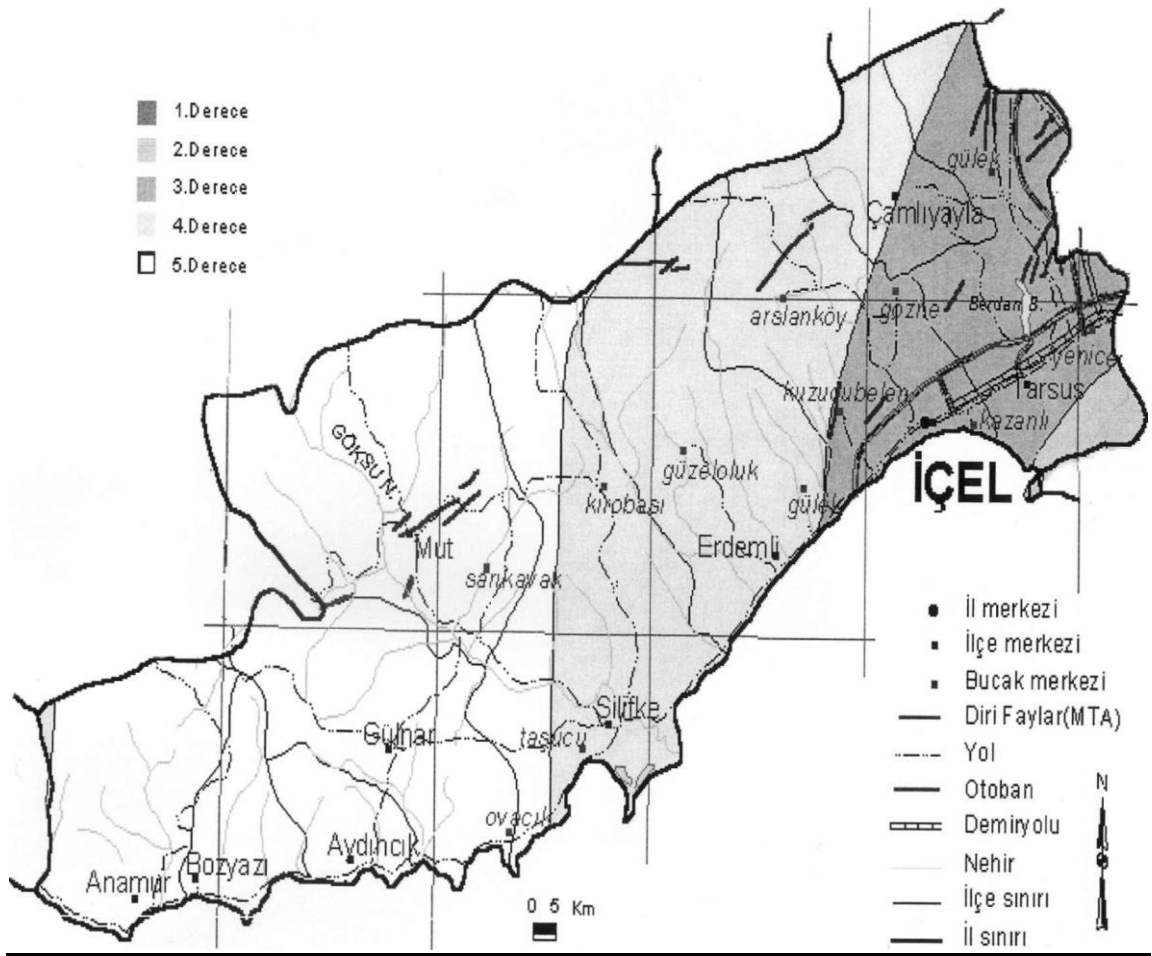 1.Derece
2.Derece
3.Derece
4.Derece
5.Derece
gülek
Çamlıyayla
arslanköy
gözne
Berdan B.
yenice
Tarsus
kuzucubelen
kazanlı
İÇEL
GÖKSU N.
güzeloluk
kırobası
gülek
Mut
Erdemli
sarıkavak
Silifke
Gülnar
taşucu
ovacık
Aydıncık
Bozyazı
Anamur
0 5 Km
İl merkezi
İlçe merkezi
Bucak merkezi
Diri Faylar(MTA)
Yol
Otoban
Demiryolu
Nehir
İlçe sınırı
İl sınırı
N